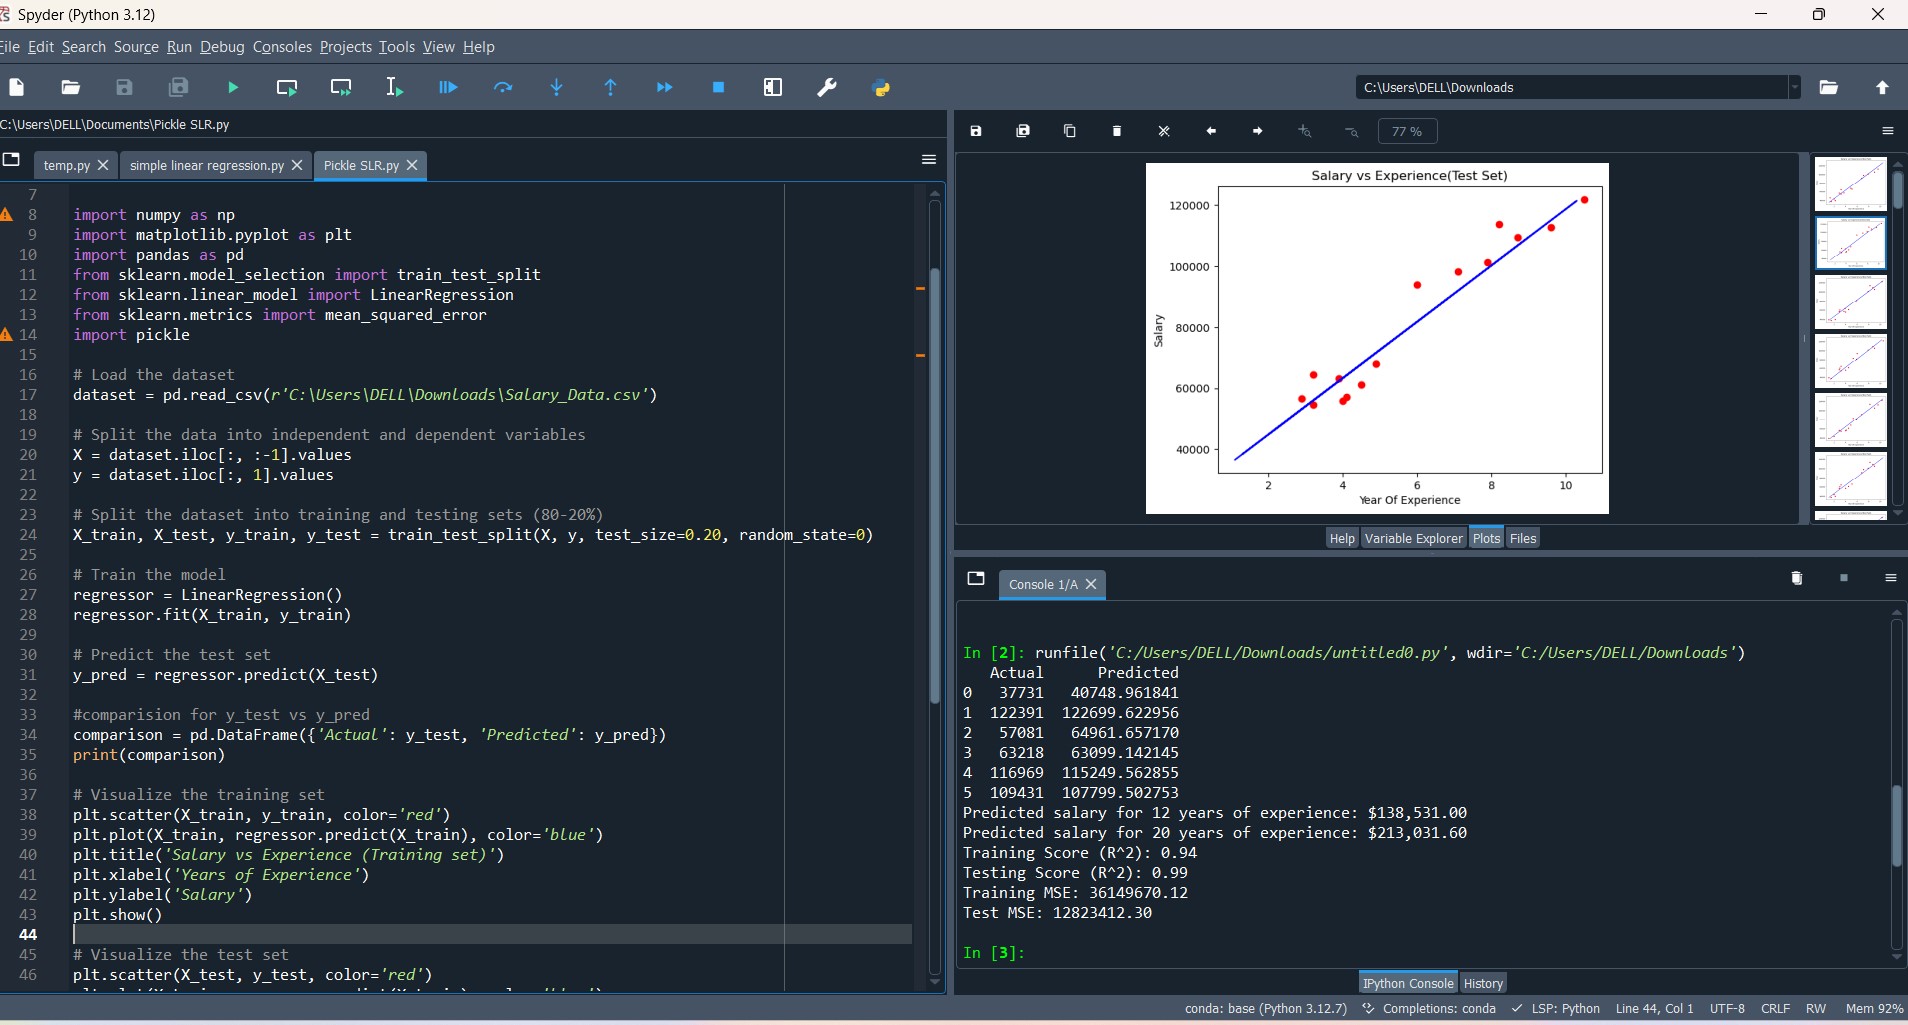 Spyder (Python 3.12)
File Edit Search Source Run Debug Consoles Projects Tools View Help
C:\Users\DELL\Downloads
C:\Users\DELL\Documents\Pickle SLR.py
temp.py simple linear regression.py Pickle SLR.py
7
8 import numpy as np
9 import matplotlib.pyplot as plt
10 import pandas as pd
11 from sklearn.model_selection import train_test_split
12 from sklearn.linear_model import LinearRegression
13 from sklearn.metrics import mean_squared_error
14 import pickle
15
16 # Load the dataset
17 dataset = pd.read_csv(r'C:\Users\DELL\Downloads\Salary_Data.csv')
18
19 # Split the data into independent and dependent variables
20 X = dataset.iloc[:, :-1].values
21 y = dataset.iloc[:, 1].values
22
23 # Split the dataset into training and testing sets (80-20%)
24 X_train, X_test, y_train, y_test = train_test_split(X, y, test_size=0.20, random_state=0)
25
26 # Train the model
27 regressor = LinearRegression()
28 regressor.fit(X_train, y_train)
29
30 # Predict the test set
31 y_pred = regressor.predict(X_test)
32
33 #comparision for y_test vs y_pred
34 comparison = pd.DataFrame({'Actual': y_test, 'Predicted': y_pred})
35 print(comparison)
36
37 # Visualize the training set
38 plt.scatter(X_train, y_train, color='red')
39 plt.plot(X_train, regressor.predict(X_train), color='blue')
40 plt.title('Salary vs Experience (Training set)')
41 plt.xlabel('Years of Experience')
42 plt.ylabel('Salary')
43 plt.show()
44
45 # Visualize the test set
46 plt.scatter(X_test, y_test, color='red')
77 %
Salary vs Experience(Test Set)
120000
100000
80000
60000
40000
Salary
2 4 6 8 10
Year Of Experience
Help Variable Explorer Plots Files
Console 1/A
In [2]: runfile('C:/Users/DELL/Downloads/untitled0.py', wdir='C:/Users/DELL/Downloads')
Actual Predicted
0 37731 40748.961841
1 122391 122699.622956
2 57081 64961.657170
3 63218 63099.142145
4 116969 115249.562855
5 109431 107799.502753
Predicted salary for 12 years of experience: $138,531.00
Predicted salary for 20 years of experience: $213,031.60
Training Score (R^2): 0.94
Testing Score (R^2): 0.99
Training MSE: 36149670.12
Test MSE: 12823412.30
In [3]:
IPython Console History
conda: base (Python 3.12.7) Completions: conda LSP: Python Line 44, Col 1 UTF-8 CRLF RW Mem 92%